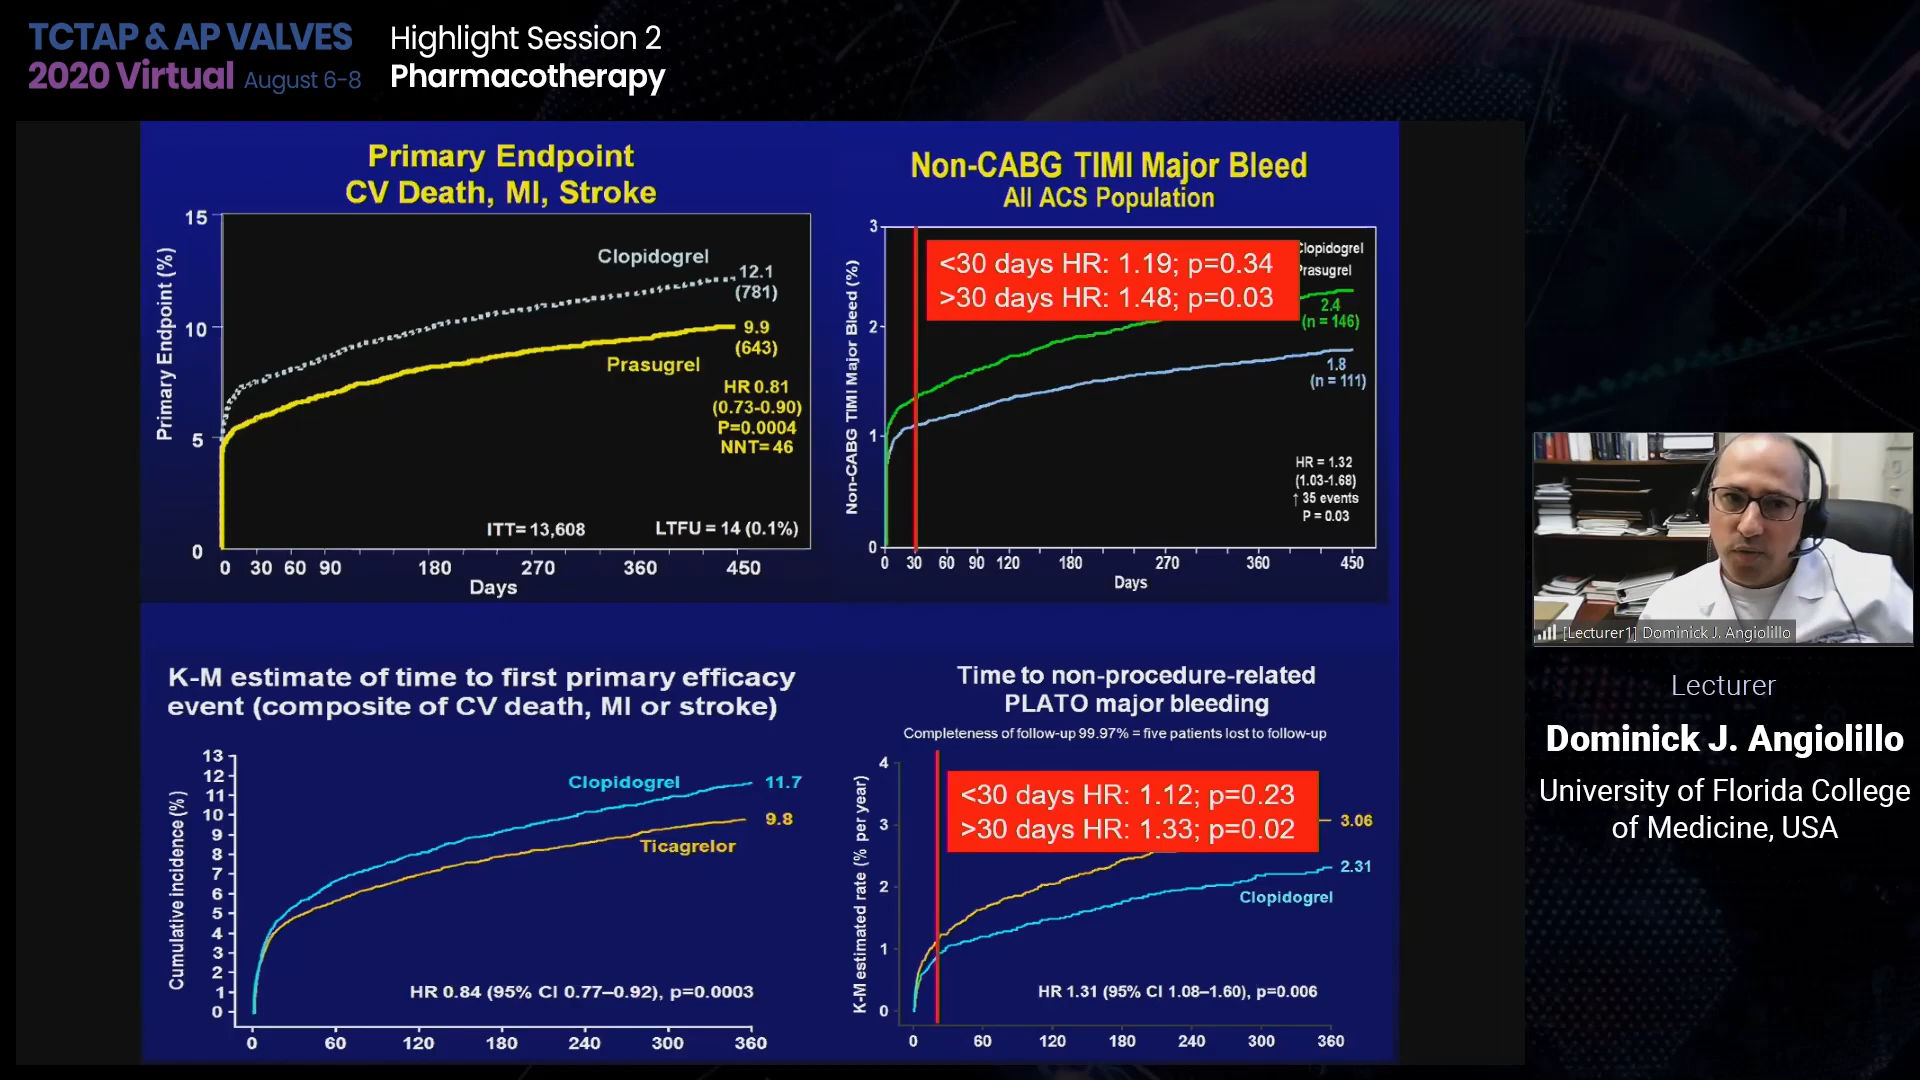 TCTAP & AP VALVES
2020 Virtual August 6-8
Highlight Session 2
Pharmacotherapy
Primary Endpoint
CV Death, MI, Stroke
Primary Endpoint (%)
15
10
5
0
Clopidogrel
12.1
(781)
9.9
(643)
Prasugrel
HR 0.81
(0.73-0.90)
P=0.0004
NNT= 46
ITT= 13,608
LTFU = 14 (0.1%)
0 30 60 90 180 270 360 450
Days
Non-CABG TIMI Major Bleed
All ACS Population
Non-CABG TIMI Major Bleed (%)
3
2
1
0
<30 days HR: 1.19; p=0.34
>30 days HR: 1.48; p=0.03
Clopidogrel
Prasugrel
2.4
(n = 146)
1.8
(n = 111)
HR = 1.32
(1.03-1.68)
↑ 35 events
P = 0.03
0 30 60 90 120 180 270 360 450
Days
K-M estimate of time to first primary efficacy
event (composite of CV death, MI or stroke)
Cumulative incidence (%)
13
12
11
10
9
8
7
6
5
4
3
2
1
0
Clopidogrel 11.7
9.8
Ticagrelor
HR 0.84 (95% CI 0.77–0.92), p=0.0003
0 60 120 180 240 300 360
Time to non-procedure-related
PLATO major bleeding
Completeness of follow-up 99.97% = five patients lost to follow-up
K-M estimated rate (% per year)
4
3
2
1
0
<30 days HR: 1.12; p=0.23
>30 days HR: 1.33; p=0.02
3.06
2.31
Clopidogrel
HR 1.31 (95% CI 1.08–1.60), p=0.006
0 60 120 180 240 300 360
[Lecturer1] Dominick J. Angiolillo
Lecturer
Dominick J. Angiolillo
University of Florida College
of Medicine, USA